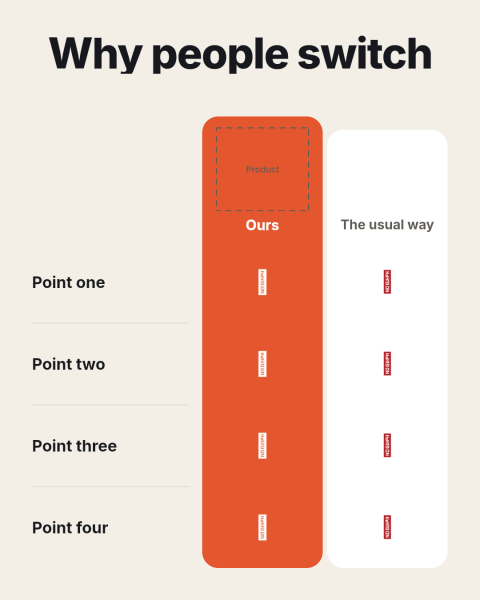 Why people switch
Product
Ours
The usual way
Point one
Point two
Point three
Point four